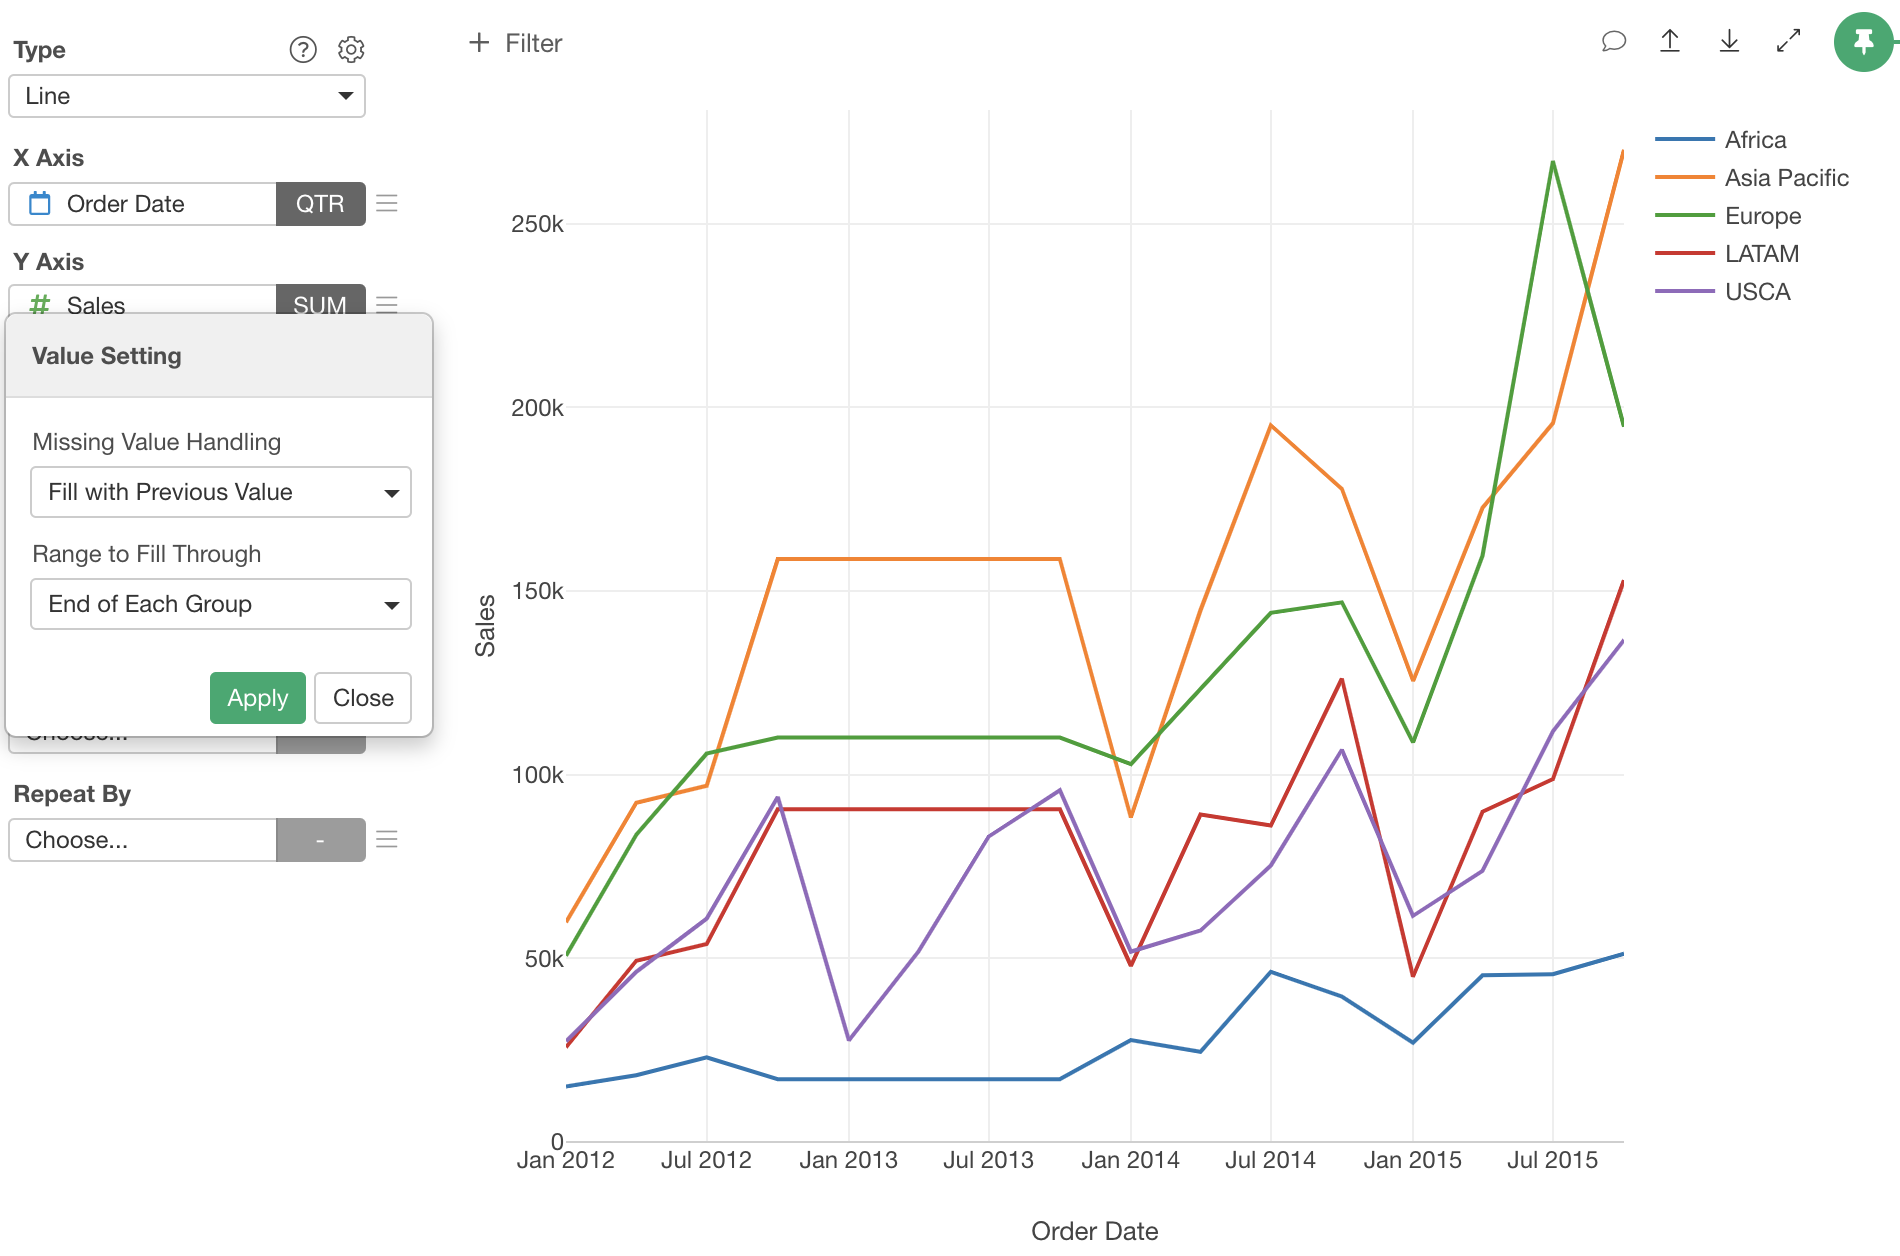 Type
Line
X Axis
Order Date QTR
Y Axis
# Sales SUM
Value Setting
Missing Value Handling
Fill with Previous Value
Range to Fill Through
End of Each Group
Apply Close
Choose...
Repeat By
Choose... -
+ Filter
Africa
Asia Pacific
Europe
LATAM
USCA
Sales
250k
200k
150k
100k
50k
0
Jan 2012 Jul 2012 Jan 2013 Jul 2013 Jan 2014 Jul 2014 Jan 2015 Jul 2015
Order Date